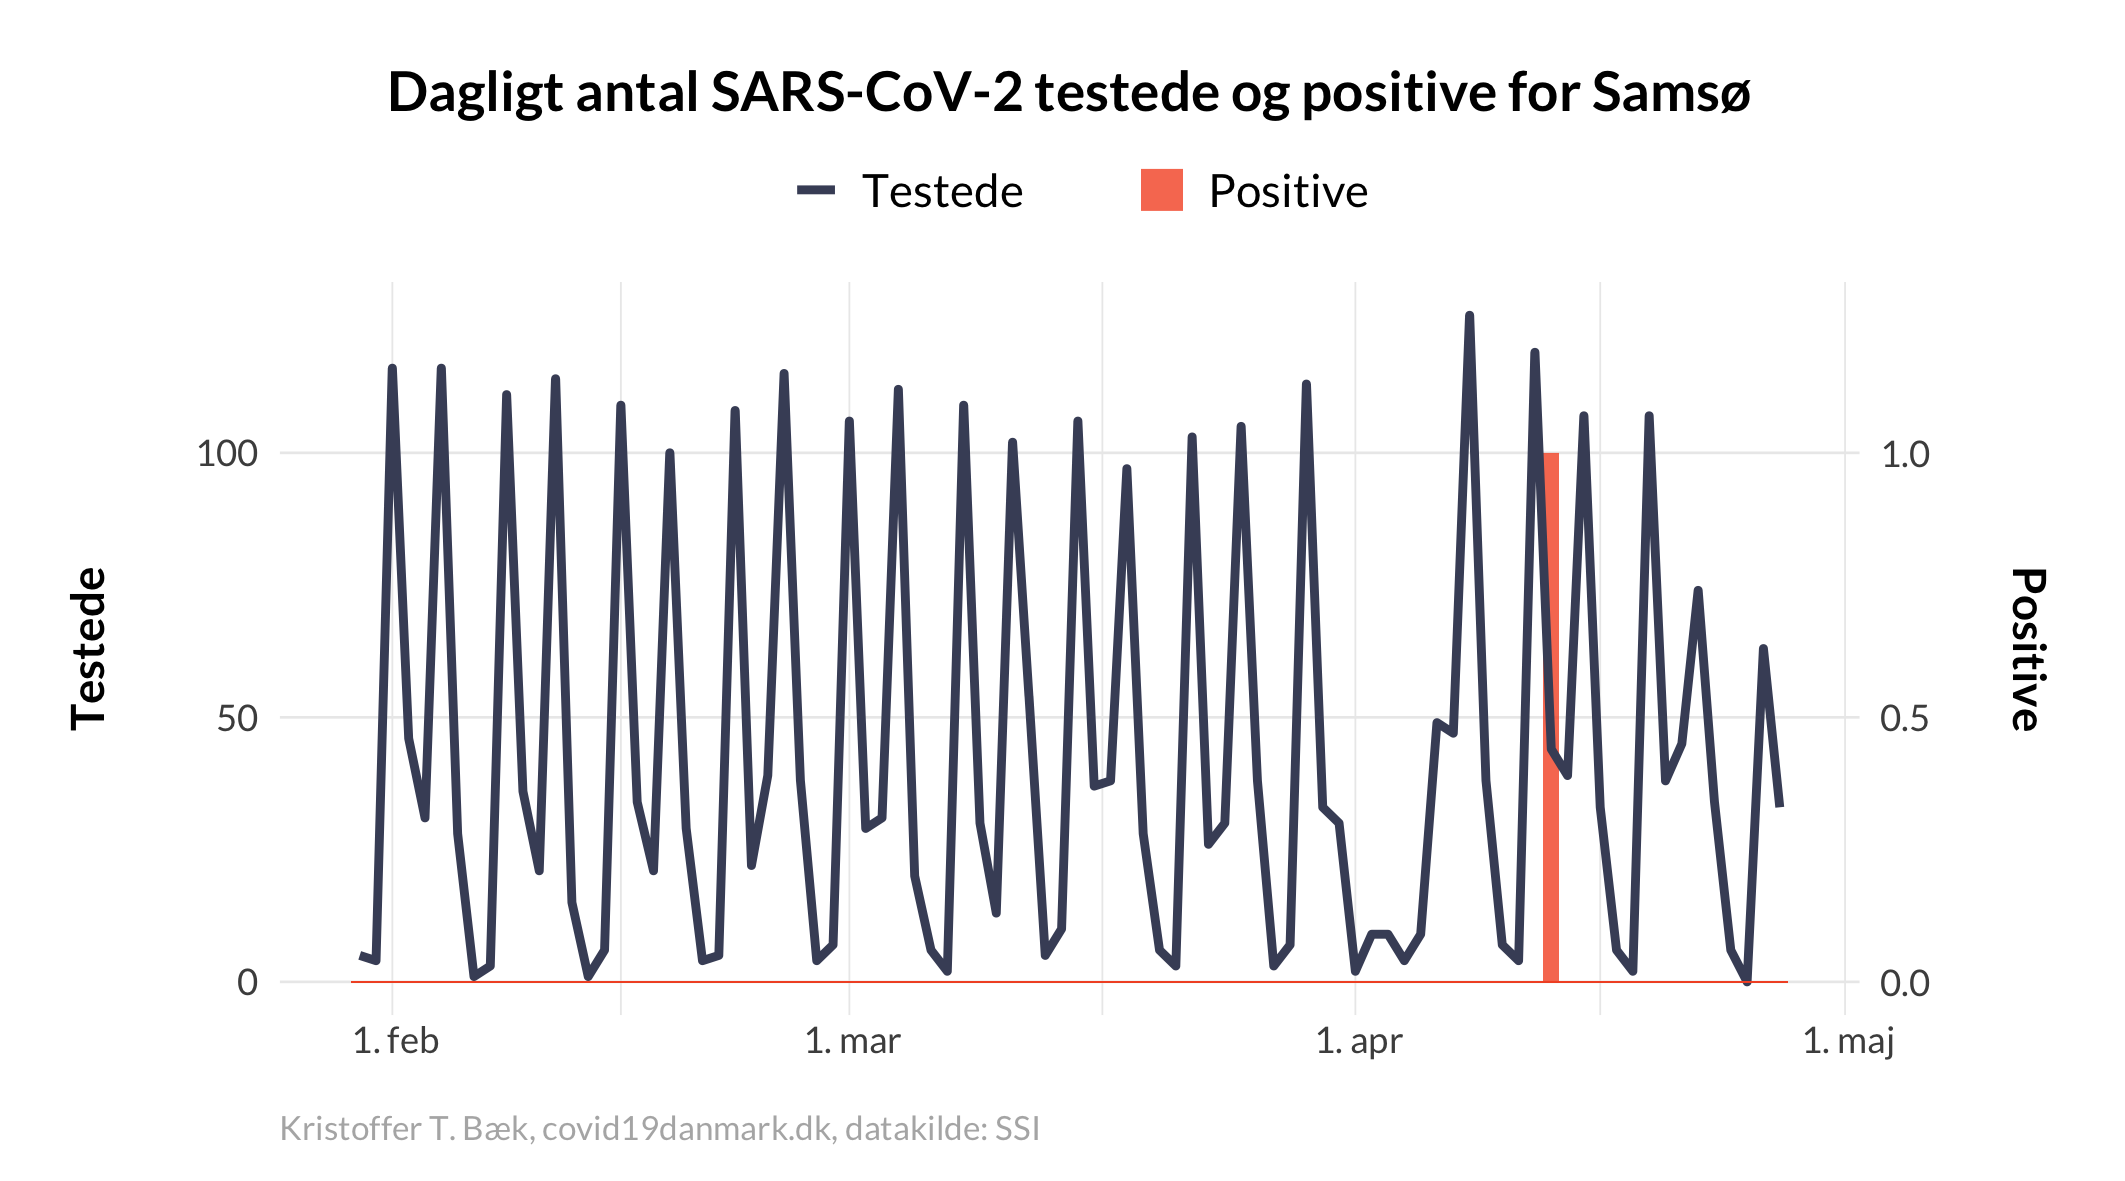 Dagligt antal SARS-CoV-2 testede og positive for Samsø
Testede
Positive
Testede
Positive
100
50
0
1.0
0.5
0.0
1. feb
1. mar
1. apr
1. maj
Kristoffer T. Bæk, covid19danmark.dk, datakilde: SSI